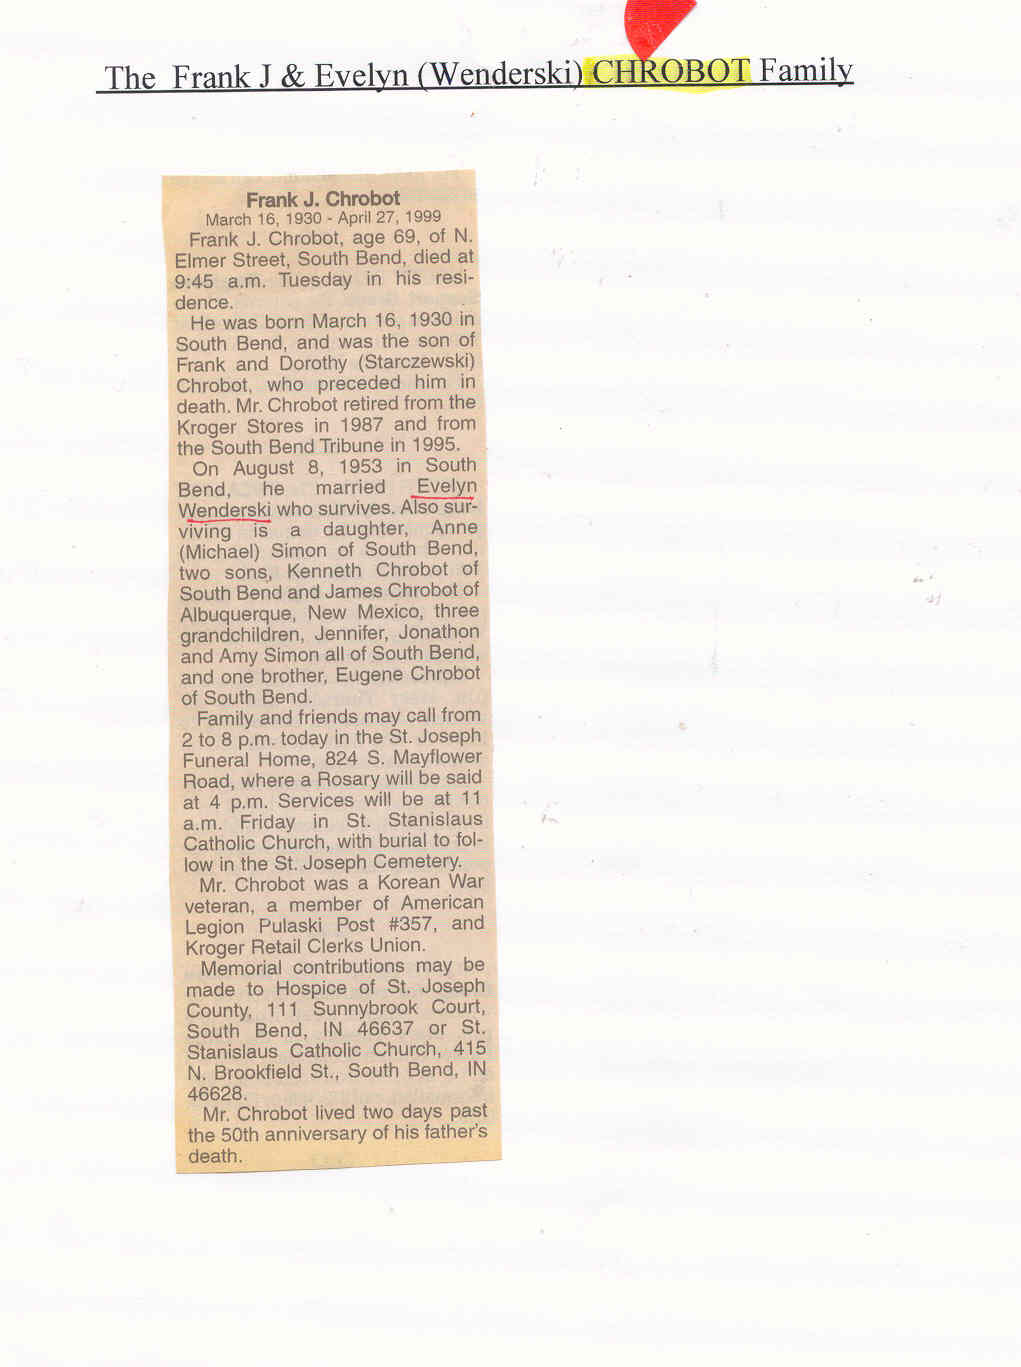 The Frank J & Evelyn (Wenderski) CHROBOT Family
Frank J. Chrobot
March 16, 1930 - April 27, 1999
Frank J. Chrobot, age 69, of N.
Elmer Street, South Bend, died at
9:45 a.m. Tuesday in his resi-
dence.
He was born March 16, 1930 in
South Bend, and was the son of
Frank and Dorothy (Starczewski)
Chrobot, who preceded him in
death. Mr. Chrobot retired from the
Kroger Stores in 1987 and from
the South Bend Tribune in 1995.
On August 8, 1953 in South
Bend, he married Evelyn
Wenderski who survives. Also sur-
viving is a daughter, Anne
(Michael) Simon of South Bend,
two sons, Kenneth Chrobot of
South Bend and James Chrobot of
Albuquerque, New Mexico, three
grandchildren, Jennifer, Jonathon
and Amy Simon all of South Bend,
and one brother, Eugene Chrobot
of South Bend.
Family and friends may call from
2 to 8 p.m. today in the St. Joseph
Funeral Home, 824 S. Mayflower
Road, where a Rosary will be said
at 4 p.m. Services will be at 11
a.m. Friday in St. Stanislaus
Catholic Church, with burial to fol-
low in the St. Joseph Cemetery.
Mr. Chrobot was a Korean War
veteran, a member of American
Legion Pulaski Post #357, and
Kroger Retail Clerks Union.
Memorial contributions may be
made to Hospice of St. Joseph
County, 111 Sunnybrook Court,
South Bend, IN 46637 or St.
Stanislaus Catholic Church, 415
N. Brookfield St., South Bend, IN
46628.
Mr. Chrobot lived two days past
the 50th anniversary of his father's
death.